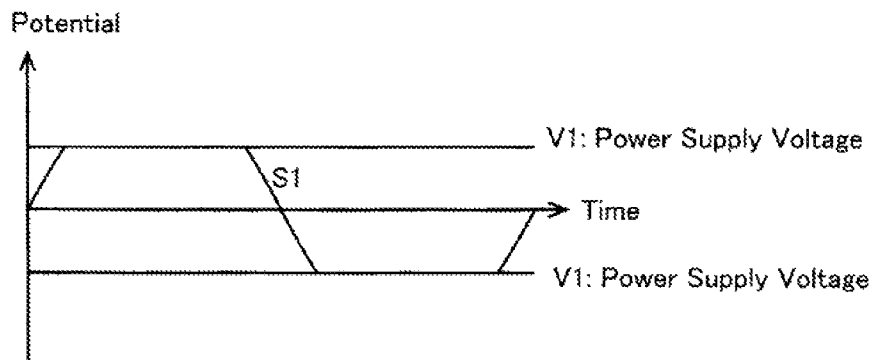 Potential
V1: Power Supply Voltage
S1
Time
V1: Power Supply Voltage